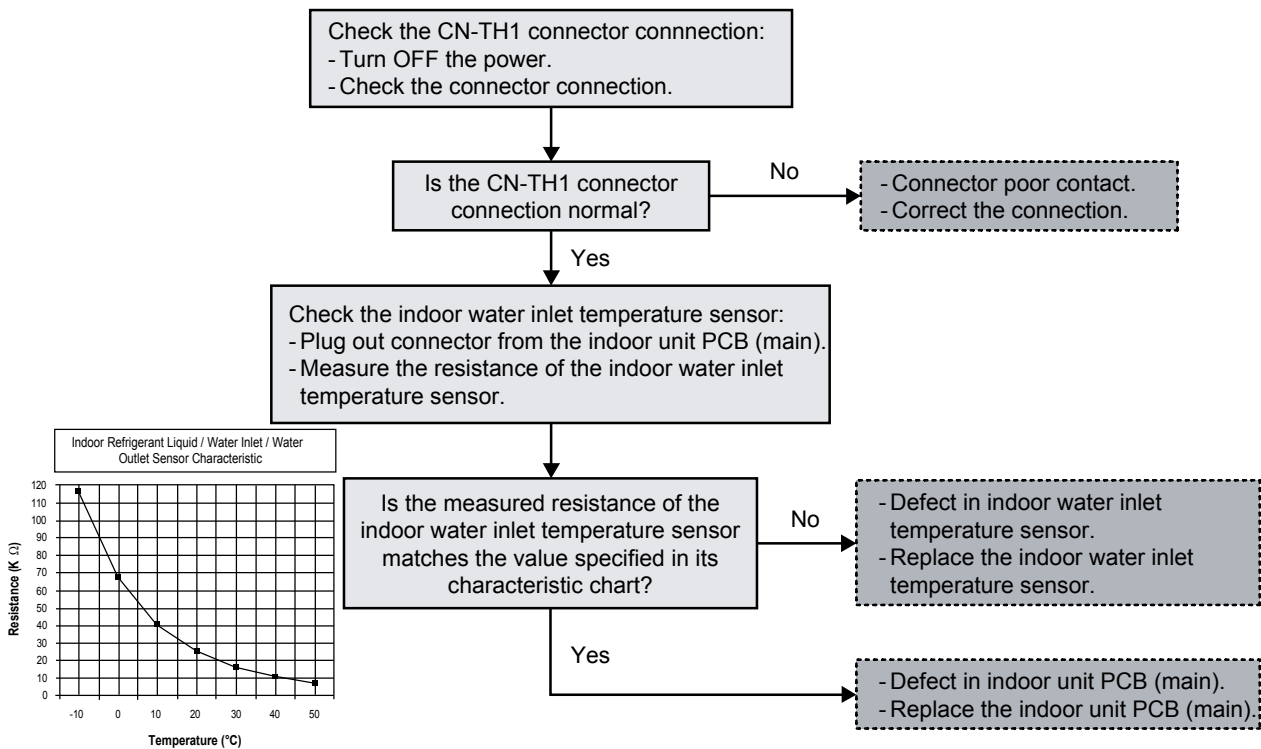 Check the CN-TH1 connector connnection:
- Turn OFF the power.
- Check the connector connection.
Is the CN-TH1 connector
connection normal?
No
- Connector poor contact.
- Correct the connection.
Yes
Check the indoor water inlet temperature sensor:
- Plug out connector from the indoor unit PCB (main).
- Measure the resistance of the indoor water inlet
temperature sensor.
Indoor Refrigerant Liquid / Water Inlet / Water
Outlet Sensor Characteristic
Resistance (K Ω)
120
110
100
90
80
70
60
50
40
30
20
10
0
-10 0 10 20 30 40 50
Temperature (°C)
Is the measured resistance of the
indoor water inlet temperature sensor
matches the value specified in its
characteristic chart?
No
- Defect in indoor water inlet
temperature sensor.
- Replace the indoor water inlet
temperature sensor.
Yes
- Defect in indoor unit PCB (main).
- Replace the indoor unit PCB (main).